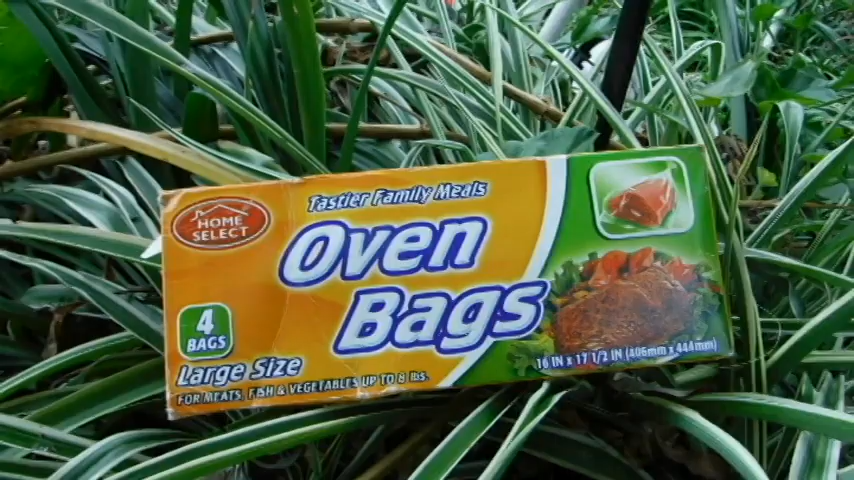 HOME
SELECT
Tastier Family Meals
Oven
Bags
4
BAGS
Large Size
FOR MEATS, FISH & VEGETABLES UP TO 8 lbs.
16 IN x 17 1/2 IN (406mm x 444mm)